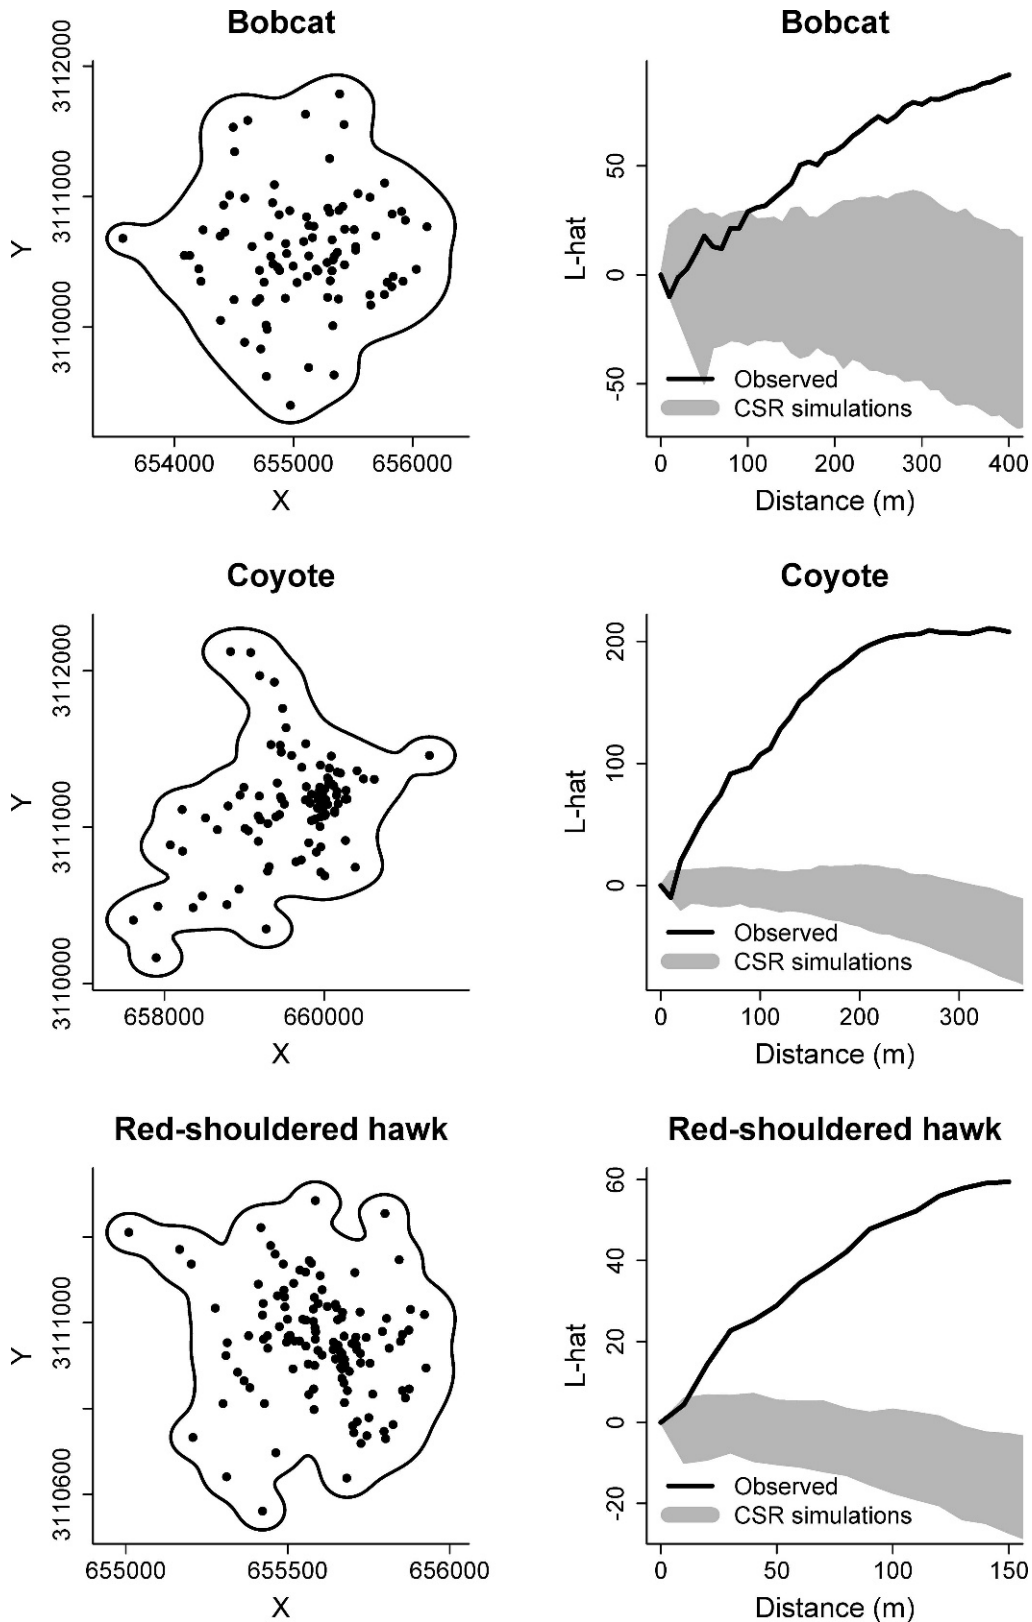 Bobcat
Y
3112000
3111000
3110000
654000 655000 656000
X
Bobcat
L-hat
50
0
-50
Observed
CSR simulations
0 100 200 300 400
Distance (m)
Coyote
Y
3112000
3111000
3110000
658000 660000
X
Coyote
L-hat
200
100
0
Observed
CSR simulations
0 100 200 300
Distance (m)
Red-shouldered hawk
Y
3111000
3110600
655000 655500 656000
X
Red-shouldered hawk
L-hat
60
40
20
0
-20
Observed
CSR simulations
0 50 100 150
Distance (m)